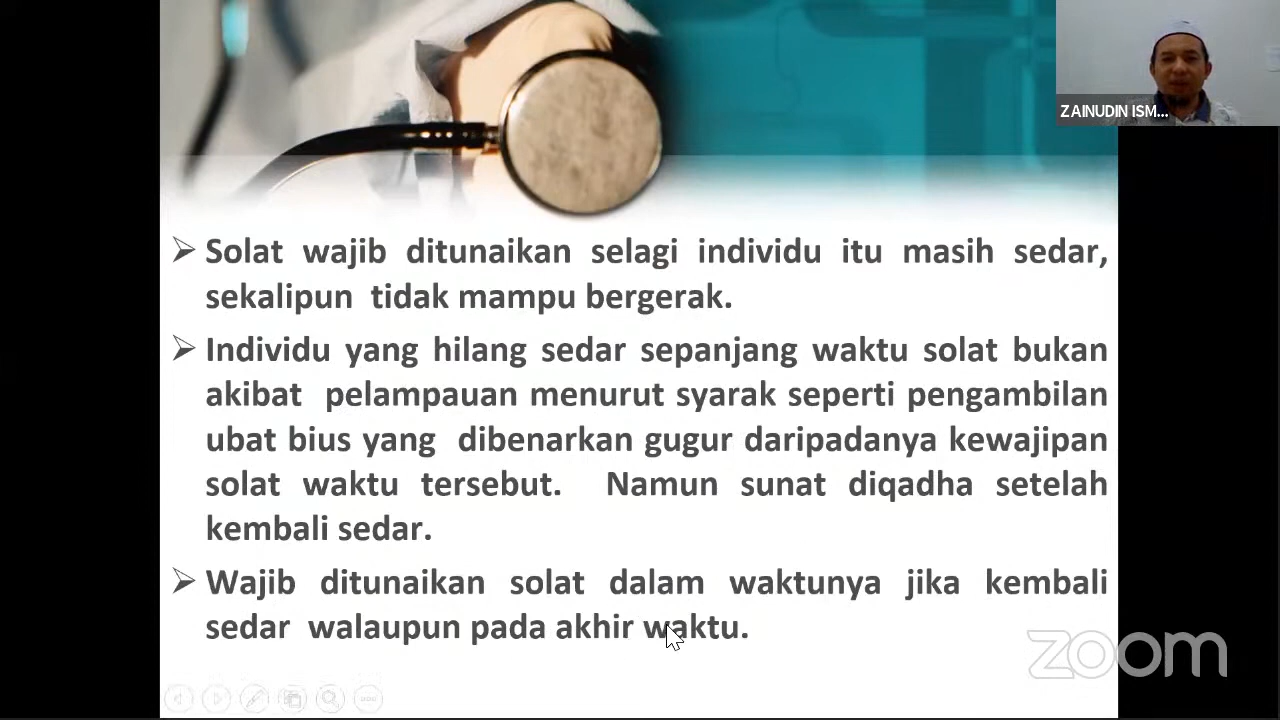 ZAINUDIN ISM...
Solat wajib ditunaikan selagi individu itu masih sedar,
sekalipun tidak mampu bergerak.
Individu yang hilang sedar sepanjang waktu solat bukan
akibat pelampauan menurut syarak seperti pengambilan
ubat bius yang dibenarkan gugur daripadanya kewajipan
solat waktu tersebut. Namun sunat diqadha setelah
kembali sedar.
Wajib ditunaikan solat dalam waktunya jika kembali
sedar walaupun pada akhir waktu.
zoom